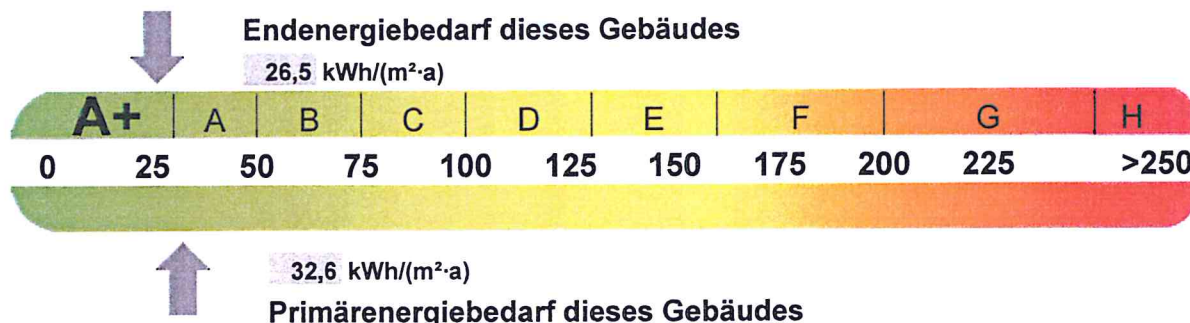 Endenergiebedarf dieses Gebäudes
26,5 kWh/(m²·a)
A+ A B C D E F G H
0 25 50 75 100 125 150 175 200 225 >250
32,6 kWh/(m²·a)
Primärenergiebedarf dieses Gebäudes